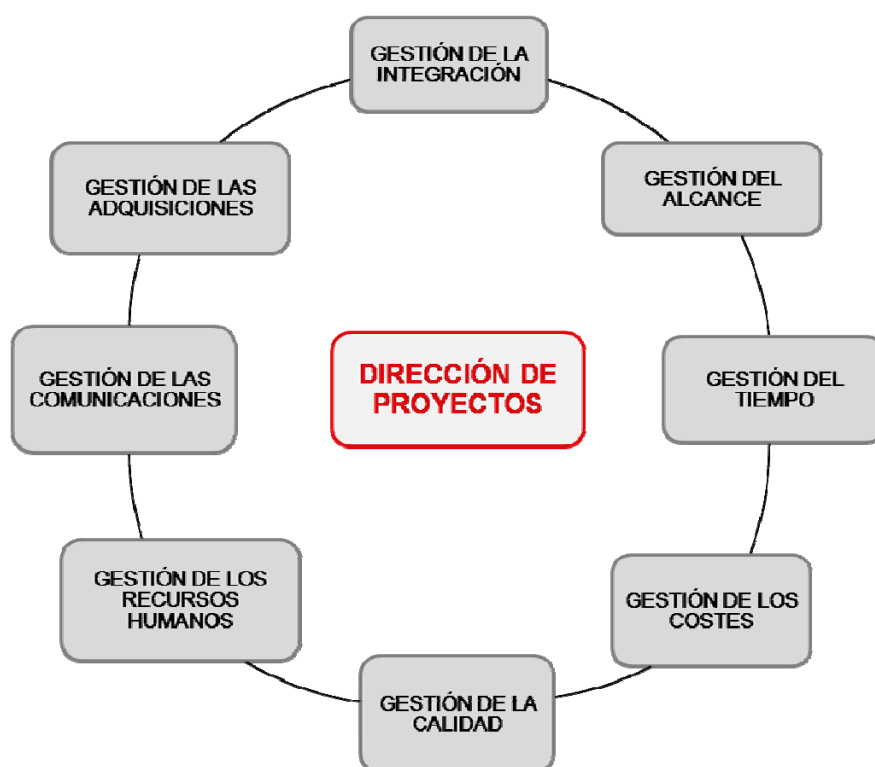 GESTIÓN DE LA
INTEGRACIÓN
GESTIÓN DEL
ALCANCE
GESTIÓN DEL
TIEMPO
GESTIÓN DE LOS
COSTES
GESTIÓN DE LA
CALIDAD
GESTIÓN DE LOS
RECURSOS
HUMANOS
GESTIÓN DE LAS
COMUNICACIONES
GESTIÓN DE LAS
ADQUISICIONES
DIRECCIÓN DE
PROYECTOS